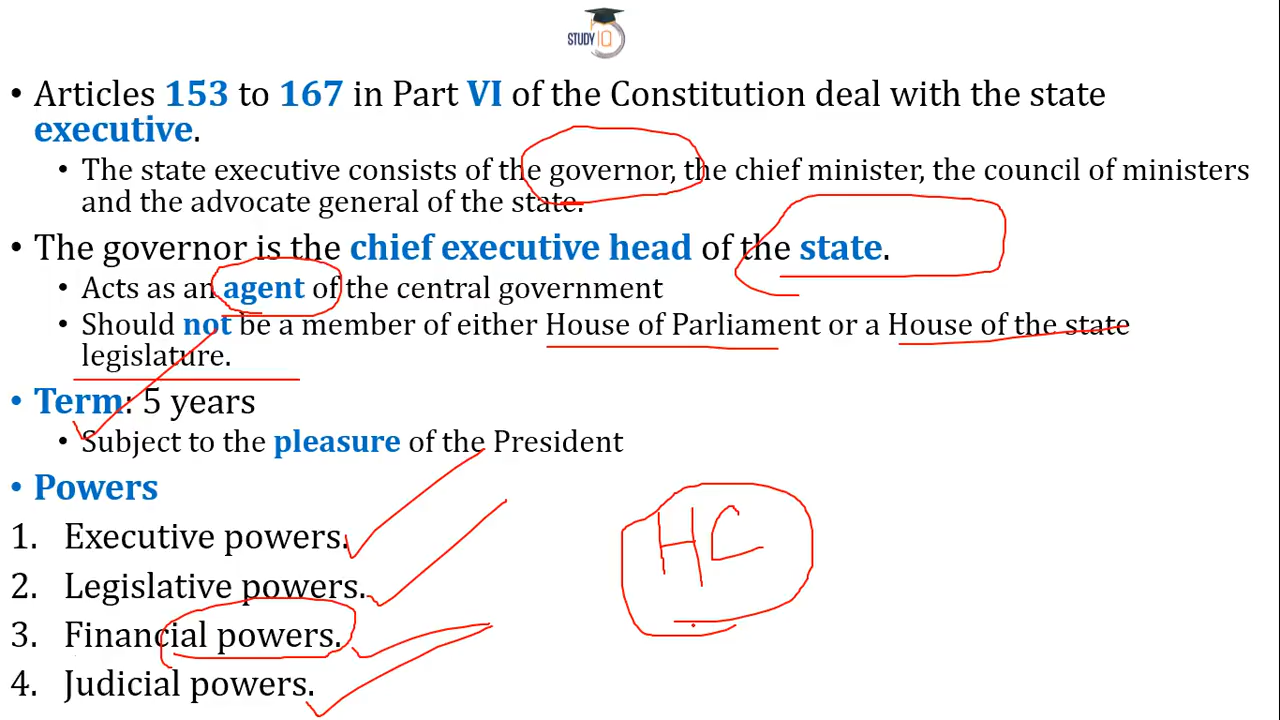 STUDY IQ
• Articles 153 to 167 in Part VI of the Constitution deal with the state
executive.
• The state executive consists of the governor, the chief minister, the council of ministers
and the advocate general of the state.
• The governor is the chief executive head of the state.
• Acts as an agent of the central government
• Should not be a member of either House of Parliament or a House of the state
legislature.
• Term: 5 years
• Subject to the pleasure of the President
• Powers
1. Executive powers.
HC
2. Legislative powers.
3. Financial powers.
4. Judicial powers.